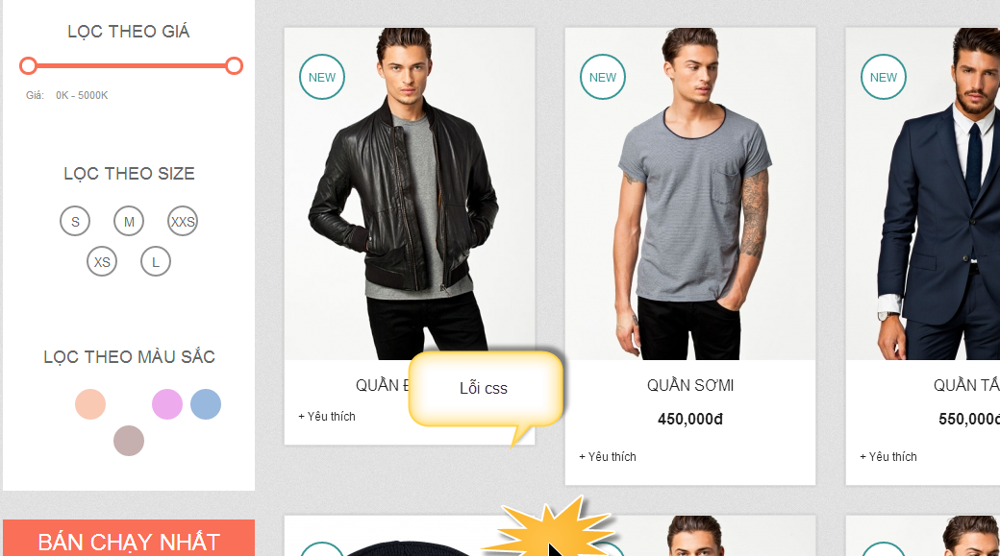 LỌC THEO GIÁ
Giá: 0K - 5000K
LỌC THEO SIZE
S M XXS
XS L
LỌC THEO MÀU SẮC
BÁN CHẠY NHẤT
NEW
QUẦN
+ Yêu thích
Lỗi css
NEW
QUẦN SƠMI
450,000đ
+ Yêu thích
NEW
QUẦN
550,000đ
+ Yêu thích